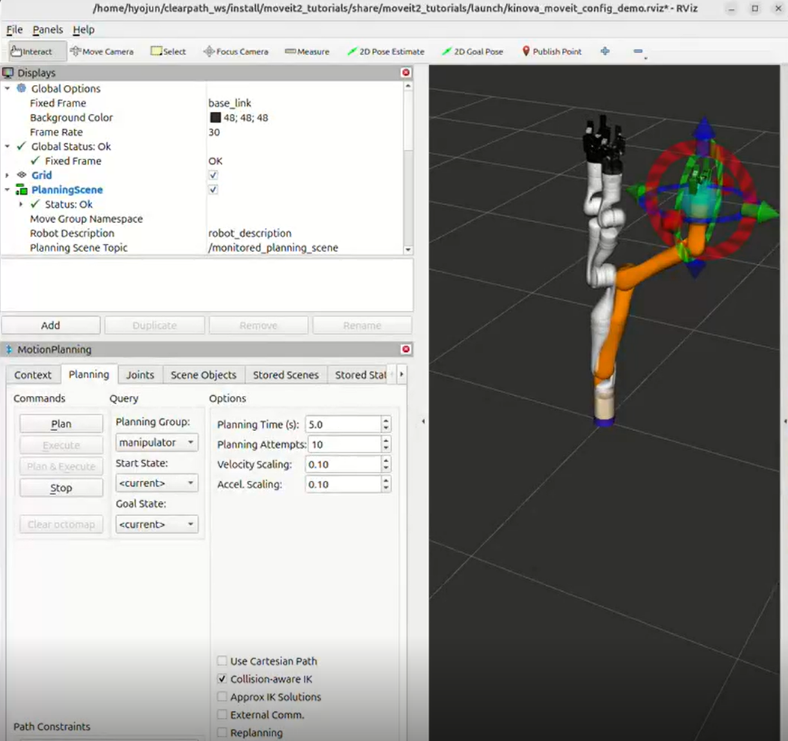 /home/hyojun/clearpath_ws/install/moveit2_tutorials/share/moveit2_tutorials/launch/kinova_moveit_config_demo.rviz* - RViz
File Panels Help
Interact Move Camera Select Focus Camera Measure 2D Pose Estimate 2D Goal Pose Publish Point
Displays
Global Options
Fixed Frame base_link
Background Color 48; 48; 48
Frame Rate 30
Global Status: Ok
Fixed Frame OK
Grid
PlanningScene
Status: Ok
Move Group Namespace
Robot Description robot_description
Planning Scene Topic /monitored_planning_scene
Add Duplicate Remove Rename
MotionPlanning
Context Planning Joints Scene Objects Stored Scenes Stored Stat
Commands Query Options
Plan
Execute
Plan & Execute
Stop
Clear octomap
Planning Group:
manipulator
Start State:
<current>
Goal State:
<current>
Planning Time (s): 5.0
Planning Attempts: 10
Velocity Scaling: 0.10
Accel. Scaling: 0.10
Use Cartesian Path
Collision-aware IK
Approx IK Solutions
External Comm.
Replanning
Path Constraints